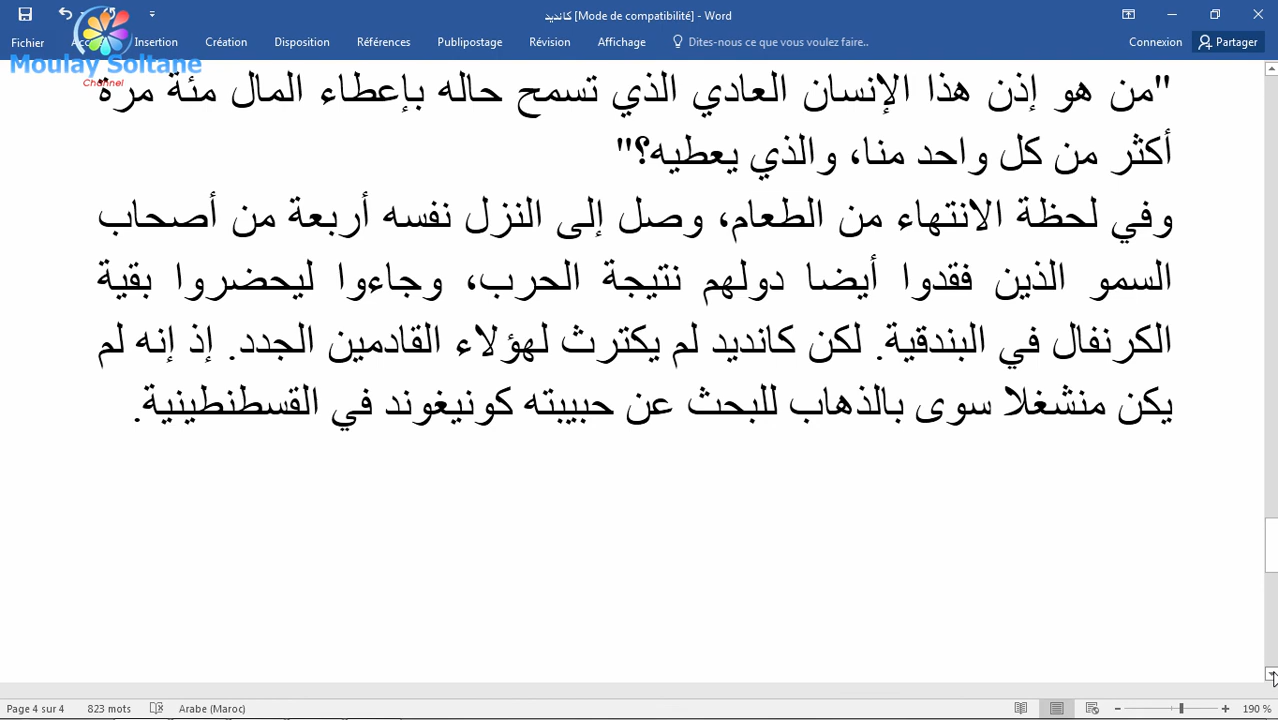 كانديد [Mode de compatibilité] - Word
Fichier
Insertion Création Disposition Références Publipostage Révision Affichage Dites-nous ce que vous voulez faire.. Connexion Partager
Moulay Soltane
Channel
"من هو إذن هذا الإنسان العادي الذي تسمح حاله بإعطاء المال مئة مرة
أكثر من كل واحد منا، والذي يعطيه؟"
وفي لحظة الانتهاء من الطعام، وصل إلى النزل نفسه أربعة من أصحاب
السمو الذين فقدوا أيضا دولهم نتيجة الحرب، وجاءوا ليحضروا بقية
الكرنفال في البندقية. لكن كانديد لم يكترث لهؤلاء القادمين الجدد. إذ إنه لم
يكن منشغلا سوى بالذهاب للبحث عن حبيبته كونيغوند في القسطنطينية.
Page 4 sur 4 823 mots Arabe (Maroc) 190 %